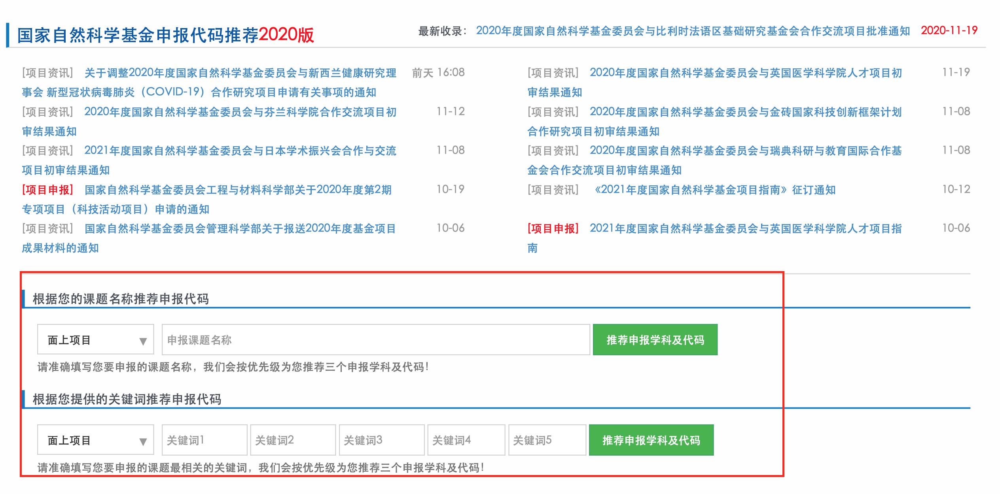 国家自然科学基金申报代码推荐2020版
最新收录： 2020年度国家自然科学基金委员会与比利时法语区基础研究基金会合作交流项目批准通知 2020-11-19
[项目资讯] 关于调整2020年度国家自然科学基金委员会与新西兰健康研究理 前天 16:08
事会 新型冠状病毒肺炎（COVID-19）合作研究项目申请有关事项的通知
[项目资讯] 2020年度国家自然科学基金委员会与芬兰科学院合作交流项目初 11-12
审结果通知
[项目资讯] 2021年度国家自然科学基金委员会与日本学术振兴会合作与交流 11-08
项目初审结果通知
[项目申报] 国家自然科学基金委员会工程与材料科学部关于2020年度第2期 10-19
专项项目（科技活动项目）申请的通知
[项目资讯] 国家自然科学基金委员会管理科学部关于报送2020年度基金项目 10-06
成果材料的通知
[项目资讯] 2020年度国家自然科学基金委员会与英国医学科学院人才项目初 11-19
审结果通知
[项目资讯] 2020年度国家自然科学基金委员会与金砖国家科技创新框架计划 11-08
合作研究项目初审结果通知
[项目资讯] 2020年度国家自然科学基金委员会与瑞典科研与教育国际合作基 11-08
金会合作交流项目初审结果通知
[项目资讯] 《2021年度国家自然科学基金项目指南》征订通知 10-12
[项目申报] 2021年度国家自然科学基金委员会与英国医学科学院人才项目指 10-06
南
根据您的课题名称推荐申报代码
面上项目 ▼ 申报课题名称 推荐申报学科及代码
请准确填写您要申报的课题名称，我们会按优先级为您推荐三个申报学科及代码！
根据您提供的关键词推荐申报代码
面上项目 ▼ 关键词1 关键词2 关键词3 关键词4 关键词5 推荐申报学科及代码
请准确填写您要申报的课题最相关的关键词，我们会按优先级为您推荐三个申报学科及代码！